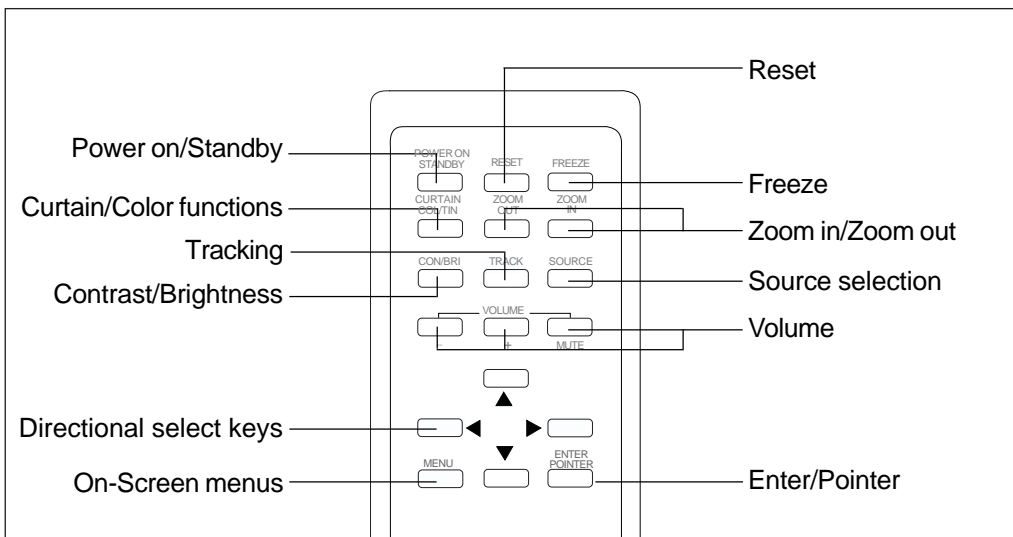 Reset
Power on/Standby
POWER ON
STANDBY
RESET
FREEZE
Freeze
Curtain/Color functions
CURTAIN
COL/TIN
ZOOM
OUT
ZOOM
IN
Zoom in/Zoom out
Tracking
CON/BRI
TRACK
SOURCE
Source selection
Contrast/Brightness
VOLUME
Volume
-
+
MUTE
Directional select keys
MENU
ENTER
POINTER
On-Screen menus
Enter/Pointer